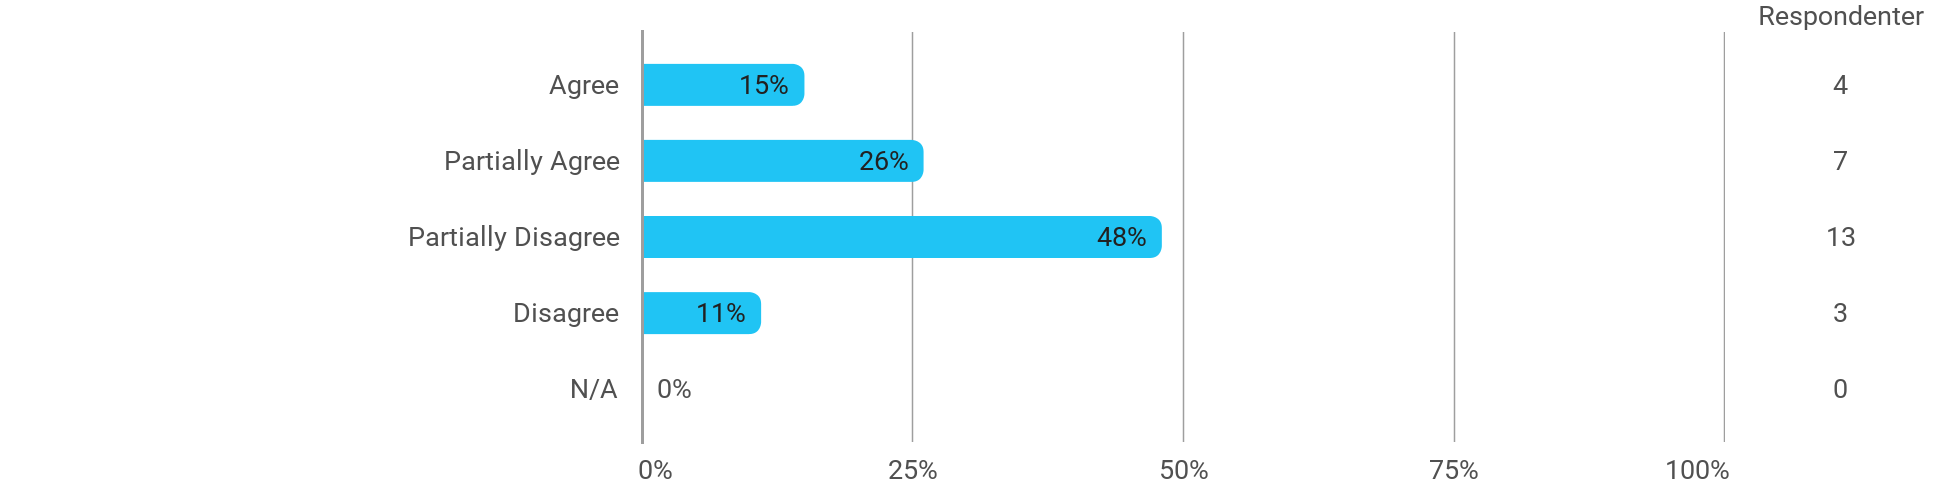 Respondenter
Agree 15% 4
Partially Agree 26% 7
Partially Disagree 48% 13
Disagree 11% 3
N/A 0% 0
0% 25% 50% 75% 100%